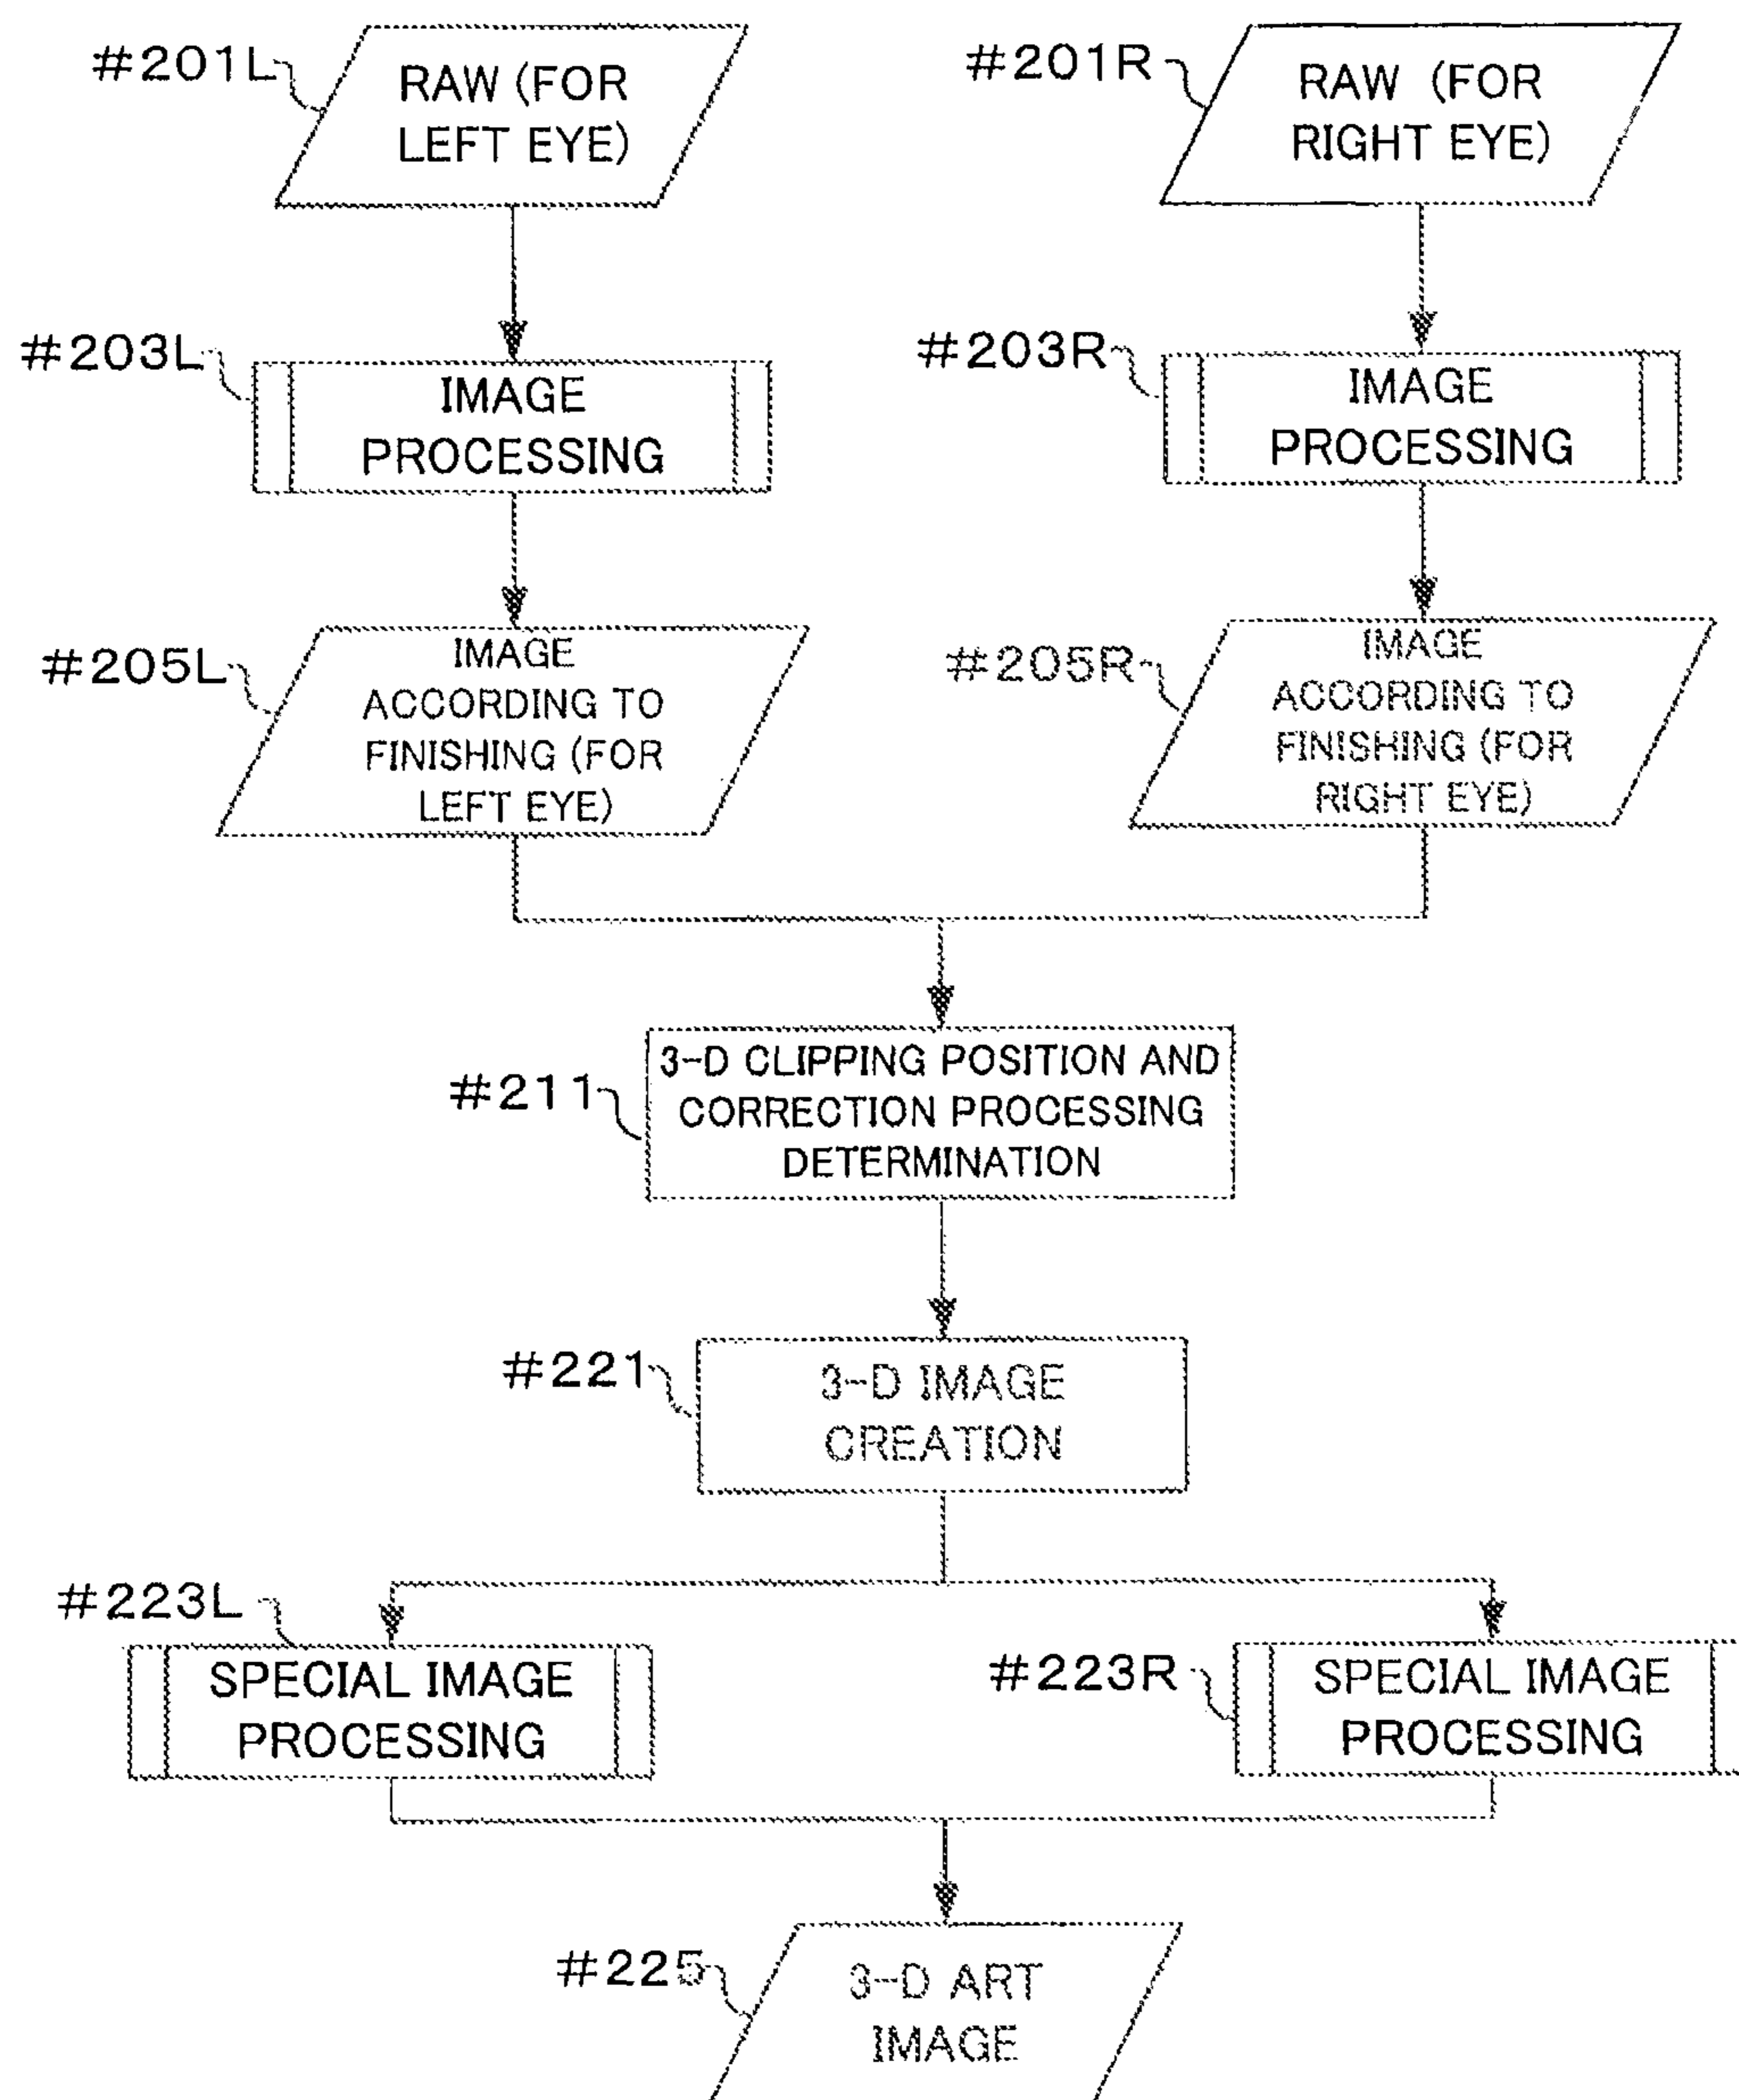 #201L
RAW (FOR
LEFT EYE)
#201R
RAW (FOR
RIGHT EYE)
#203L
IMAGE
PROCESSING
#203R
IMAGE
PROCESSING
#205L
IMAGE
ACCORDING TO
FINISHING (FOR
LEFT EYE)
#205R
IMAGE
ACCORDING TO
FINISHING (FOR
RIGHT EYE)
#211
3-D CLIPPING POSITION AND
CORRECTION PROCESSING
DETERMINATION
#221
3-D IMAGE
CREATION
#223L
SPECIAL IMAGE
PROCESSING
#223R
SPECIAL IMAGE
PROCESSING
#225
3-D ART
IMAGE